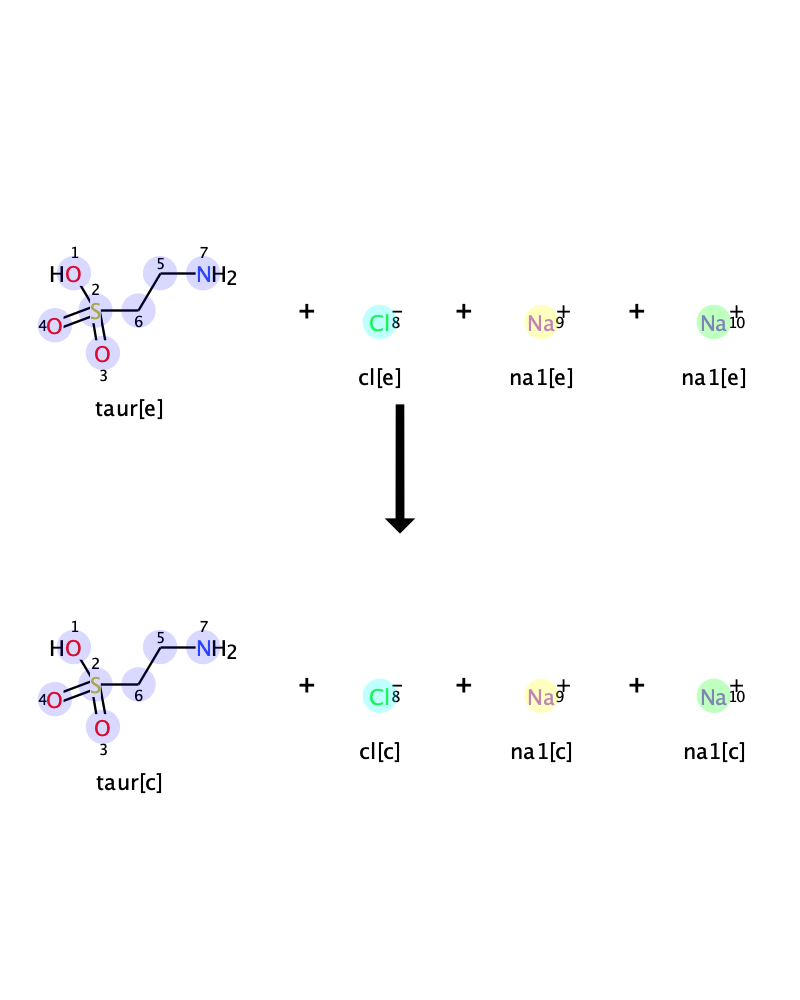 1
HO
2
4O
S
O
3
6
5
7
NH2
+
Cl−
8
+
Na+
9
+
Na+
10
taur[e]
cl[e]
na1[e]
na1[e]
1
HO
2
4O
S
O
3
6
5
7
NH2
+
Cl−
8
+
Na+
9
+
Na+
10
taur[c]
cl[c]
na1[c]
na1[c]